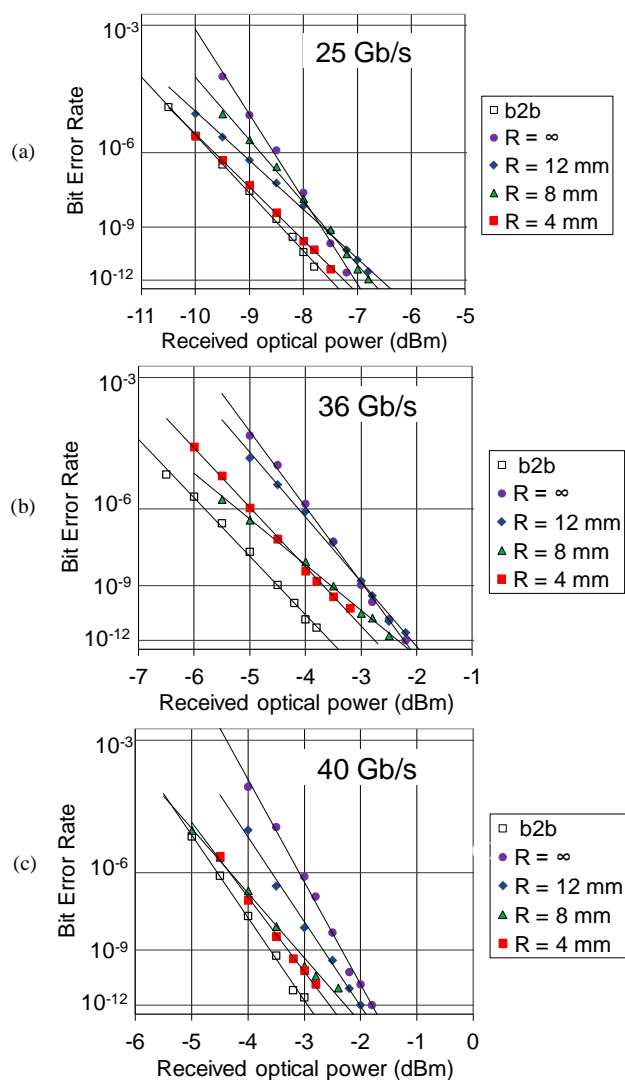 (a)
25 Gb/s
Bit Error Rate
10-3
10-6
10-9
10-12
-11 -10 -9 -8 -7 -6 -5
Received optical power (dBm)
b2b
R = ∞
R = 12 mm
R = 8 mm
R = 4 mm
(b)
36 Gb/s
Bit Error Rate
10-3
10-6
10-9
10-12
-7 -6 -5 -4 -3 -2 -1
Received optical power (dBm)
b2b
R = ∞
R = 12 mm
R = 8 mm
R = 4 mm
(c)
40 Gb/s
Bit Error Rate
10-3
10-6
10-9
10-12
-6 -5 -4 -3 -2 -1 0
Received optical power (dBm)
b2b
R = ∞
R = 12 mm
R = 8 mm
R = 4 mm